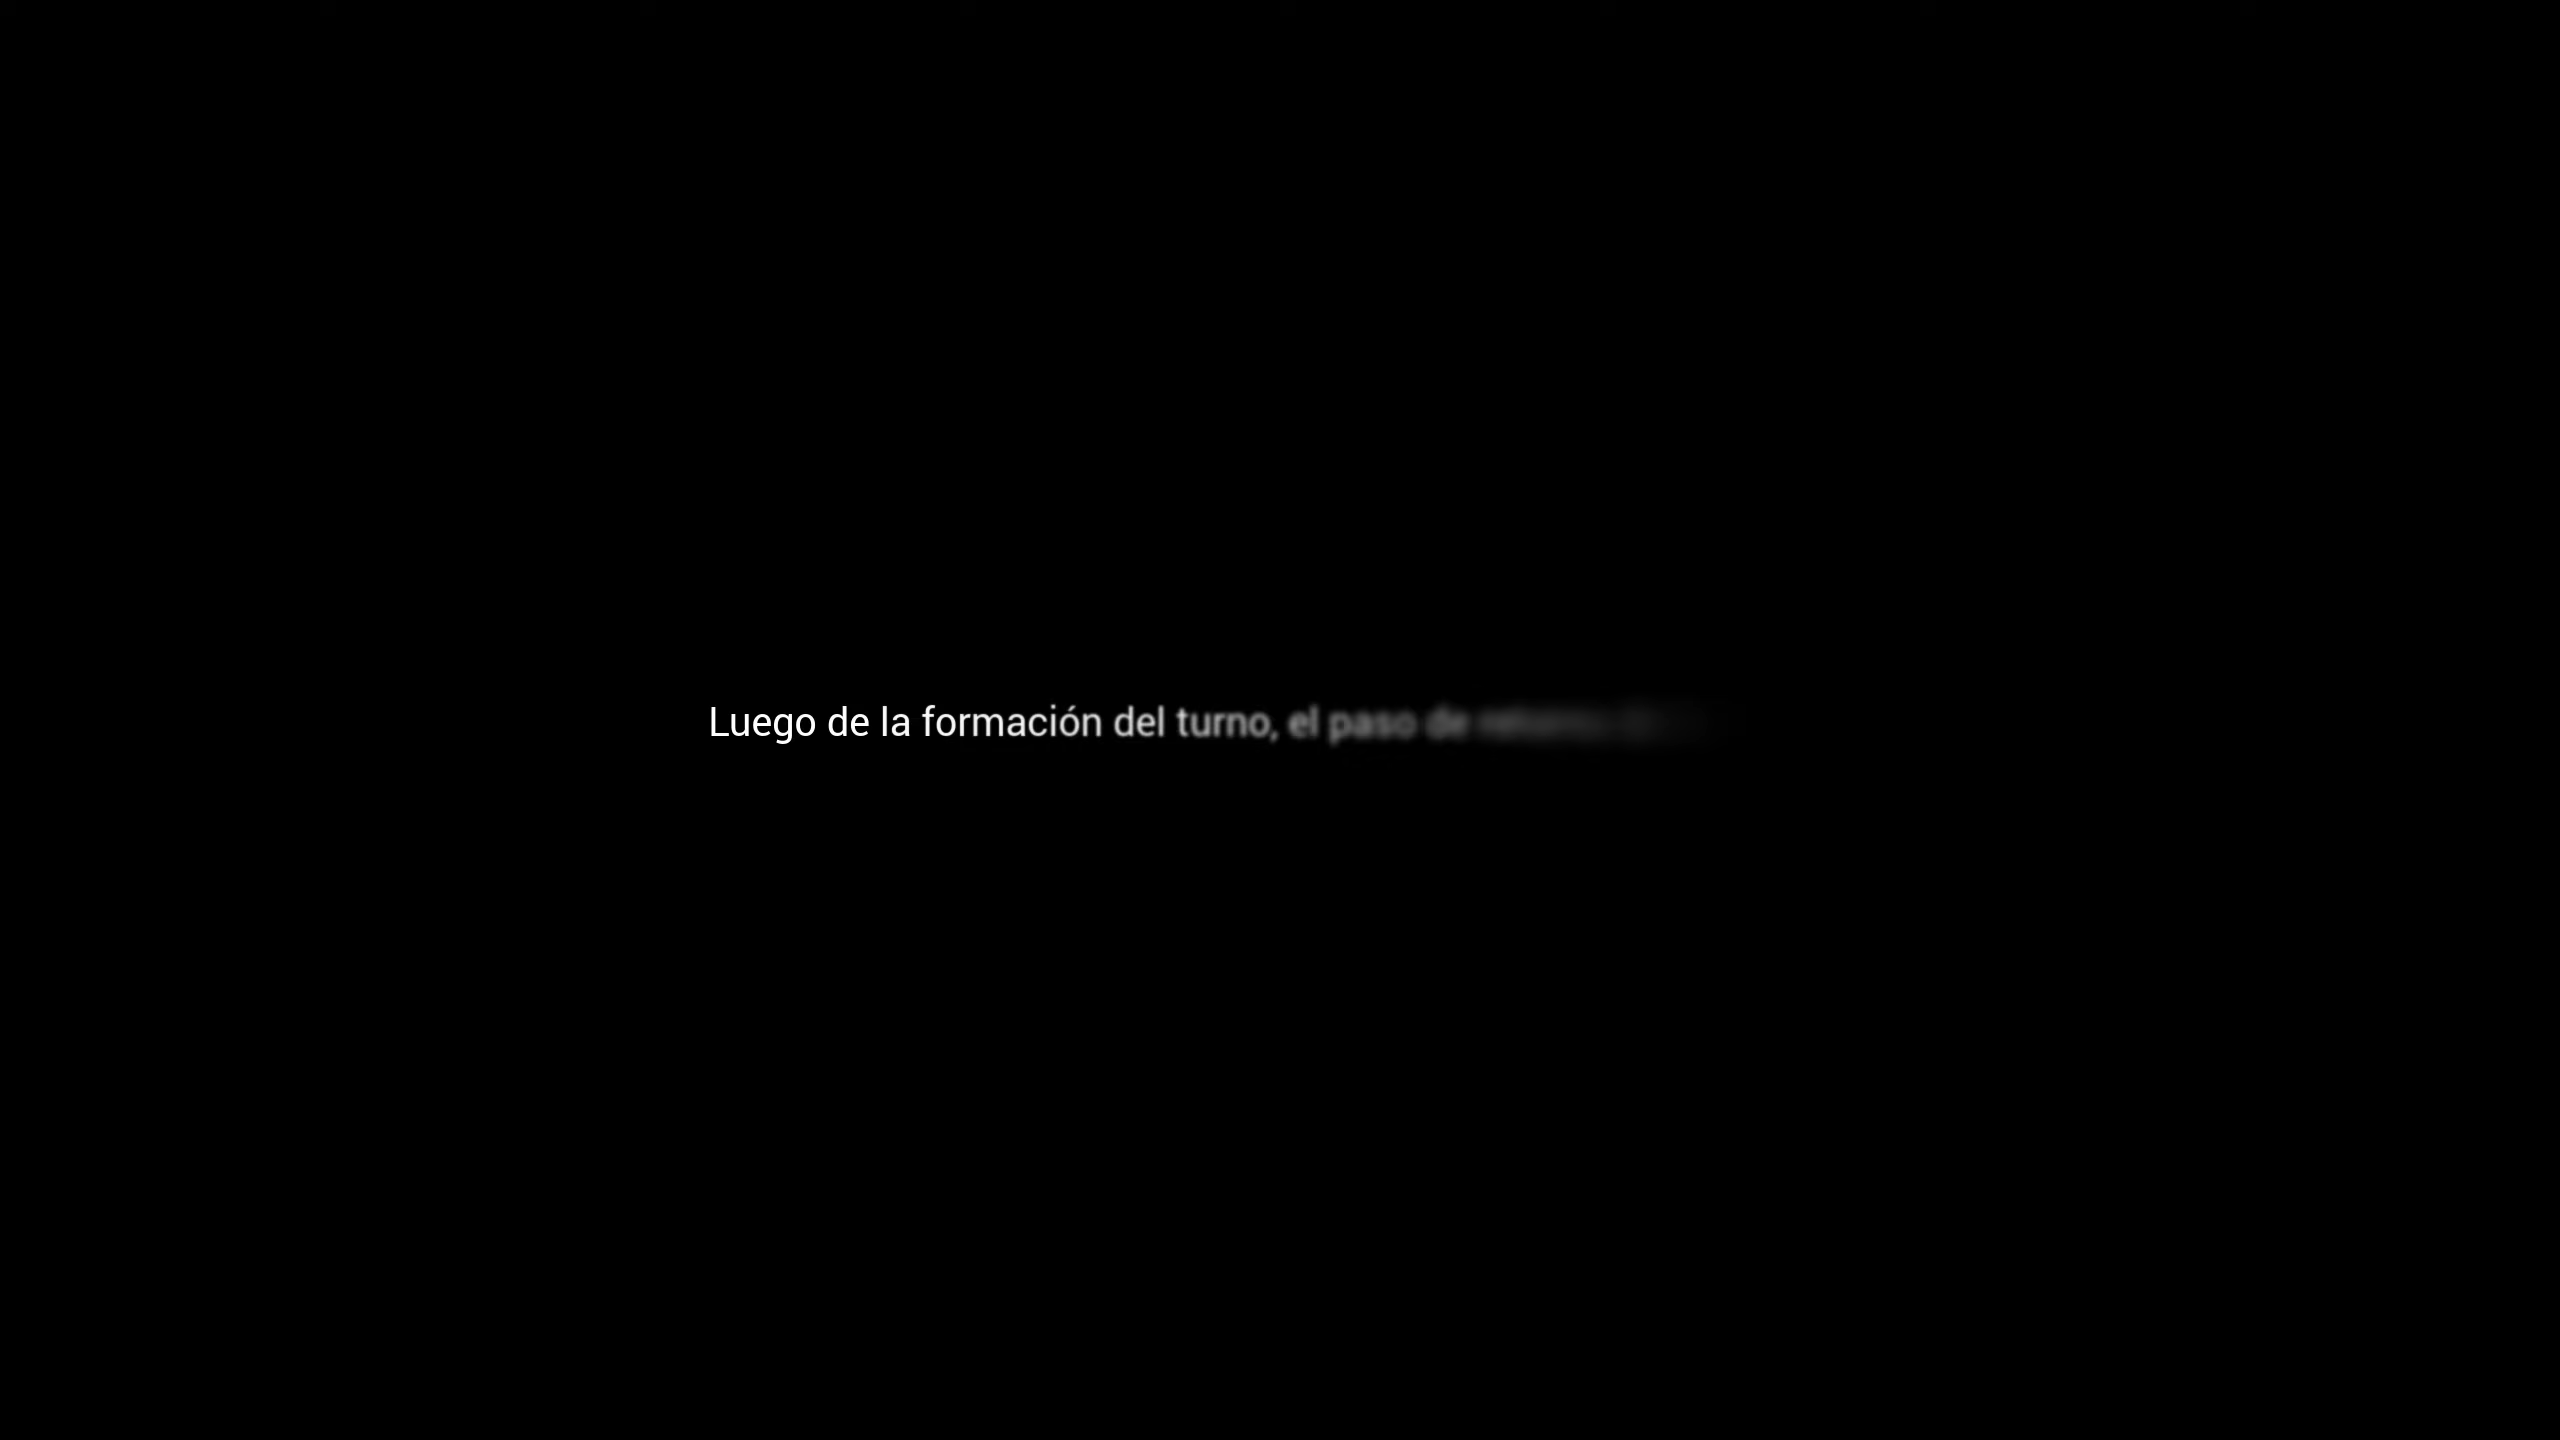 Luego de la formación del turno, el paso de